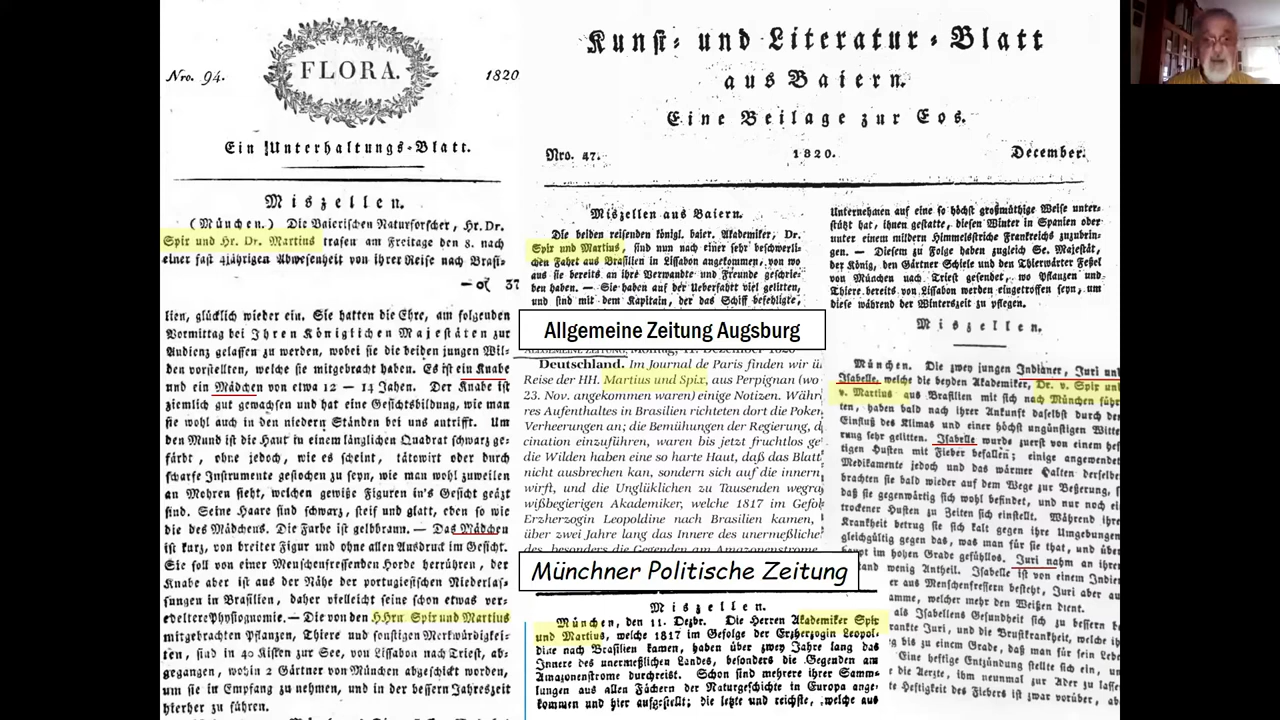 Nro. 94.
FLORA.
1820
Ein Unterhaltungs-Blatt.
Miszellen.
(München.) Die Baierischen Naturforscher, Hr. Dr.
Spix und Hr. Dr. Martius trafen am Freitage den 8. nach
einer fast 4jährigen Abwesenheit von ihrer Reise nach Brasi-
37
lien, glücklich wieder ein. Sie hatten die Ehre, am folgenden
Vormittag bei Ihren Königlichen Majestäten zur
Audienz gelassen zu werden, wobei sie die beiden jungen Wil-
den vorstellten, welche sie mitgebracht haben. Es ist ein Knabe
und ein Mädchen von etwa 12 — 14 Jahen. Der Knabe ist
ziemlich gut gewachsen und hat eine Gesichtsbildung, wie man
sie wohl auch in den niedern Ständen bei uns antrifft. Um
den Mund ist die Haut in einem länglichen Quadrat schwarz ge-
färbt, ohne jedoch, wie es scheint, tätowirt oder durch
scharfe Instrumente gestochen zu seyn, wie man wohl zuweilen
an Mohren sieht, welchen gewiße Figuren in's Gesicht geäzt
sind. Seine Haare sind schwarz, steif und glatt, eben so wie
die des Mädchens. Die Farbe ist gelbbraun. — Das Mädchen
ist kurz, von breiter Figur und ohne allen Ausdruck im Gesicht.
Sie soll von einer Menschenfressenden Horde herrühren, der
Knabe aber ist aus der Nähe der portugiesischen Niederlas-
sungen in Brasilien, daher vielleicht seine schon etwas ver-
edeltere Physiognomie. — Die von den HHrn Spix und Martius
mitgebrachten Pflanzen, Thiere und sonstigen Merkwürdigkei-
ten, sind in 40 Kisten zur See, von Lissabon nach Triest, ab-
gegangen, wohin 2 Gärtner von München abgeschickt worden,
um sie in Empfang zu nehmen, und in der bessern Jahreszeit
hierher zu führen.
Kunst- und Literatur-Blatt
aus Baiern.
Eine Beilage zur Eos.
Nro. 47.
1820.
December.
Miszellen aus Baiern.
Die beiden reisenden königl. baier. Akademiker, Dr.
Spix und Martius, sind nun nach einer sehr beschwerli-
chen Fahrt aus Brasilien in Lissabon angekommen, von wo
aus sie bereits an ihre Verwandte und Freunde geschrie-
ben haben. — Sie haben auf der Ueberfahrt viel gelitten,
und sind mit dem Kapitain, der das Schiff befehligte,
Unternehmen auf eine so höchst großmüthige Weise unter-
stützt hat, ihnen gestattet, diesen Winter in Spanien oder
unter einem mildern Himmelsstriche Frankreichs zuzubrin-
gen. — Diesem zu Folge haben zugleich Se. Majestät,
der König, den Gärtner Schiele und den Thierwärter Feßel
von München nach Triest gesendet, wo Pflanzen und
Thiere bereits von Lissabon werden eingetroffen seyn, um
diese während der Winterszeit zu pflegen.
Allgemeine Zeitung Augsburg
Deutschland. Im Journal de Paris finden wir ü
Reise der HH. Martius und Spix, aus Perpignan (wo
23. Nov. angekommen waren) einige Notizen. Währ
res Aufenthaltes in Brasilien richteten dort die Poker
Verheerungen an; die Bemühungen der Regierung, d
cination einzuführen, waren bis jetzt fruchtlos ge
die Wilden haben eine so harte Haut, daß das Blatt
nicht ausbrechen kan, sondern sich auf die innern
wirft, und die Unglüklichen zu Tausenden wegra
wißbegierigen Akademiker, welche 1817 im Gefol
Erzherzogin Leopoldine nach Brasilien kamen,
über zwei Jahre lang das Innere des unermeßliche
des, besonders die Gegenden am Amazonenstrome,
Münchner Politische Zeitung
Miszellen.
München, den 11. Dezbr. Die Herren Akademiker Spix
und Martius, welche 1817 im Gefolge der Erzherzogin Leopol-
dine nach Brasilien kamen, haben über zwey Jahre lang das
Innere des unermeßlichen Landes, besonders die Gegenden am
Amazonenstrome durchreist. Schon sind mehrere ihrer Samm-
lungen aus allen Fächern der Naturgeschichte in Europa ange-
kommen und hier aufgestellt; die letzte und reichste, welche aus
Miszellen.
München. Die zwey jungen Indianer, Juri und
Isabelle, welche die beyden Akademiker, Dr. v. Spix und
v. Martius aus Brasilien mit sich nach München führ
ten, haben bald nach ihrer Ankunft daselbst durch den
Einfluß des Klimas und einer höchst ungünstigen Witte
rung sehr gelitten. Isabelle wurde zuerst von einem hef
tigen Husten mit Fieber befallen; einige angewendet
Medikamente jedoch und das wärmer Halten derselbe
brachten sie bald wieder auf dem Wege zur Beßerung, s
daß sie gegenwärtig sich wohl befindet, und nur noch ei
trockener Husten zu Zeiten sich einstellt. Während ihre
Krankheit betrug sie sich kalt gegen ihre Umgebungen
gleichgültig gegen das, was man für sie that, und über
haupt im hohen Grade gefühllos. Juri nahm an ihre
stand wenig Antheil. Isabelle ist von einem Indier
er aus Menschenfressern besteht, Juri aber au
amme, welcher mehr den Weißen dient.
als Isabellens Gesundheit sich zu bessern be
rankte Juri, und die Brustkrankheit, welche ih
g bis zu einem Grade, daß man für sein Lebe
Eine heftige Entzündung stellte sich ein, un
e die Aerzte, ihm neunmal zur Ader zu lasse
te Heftigkeit des Fiebers ist zwar vorüber, ab